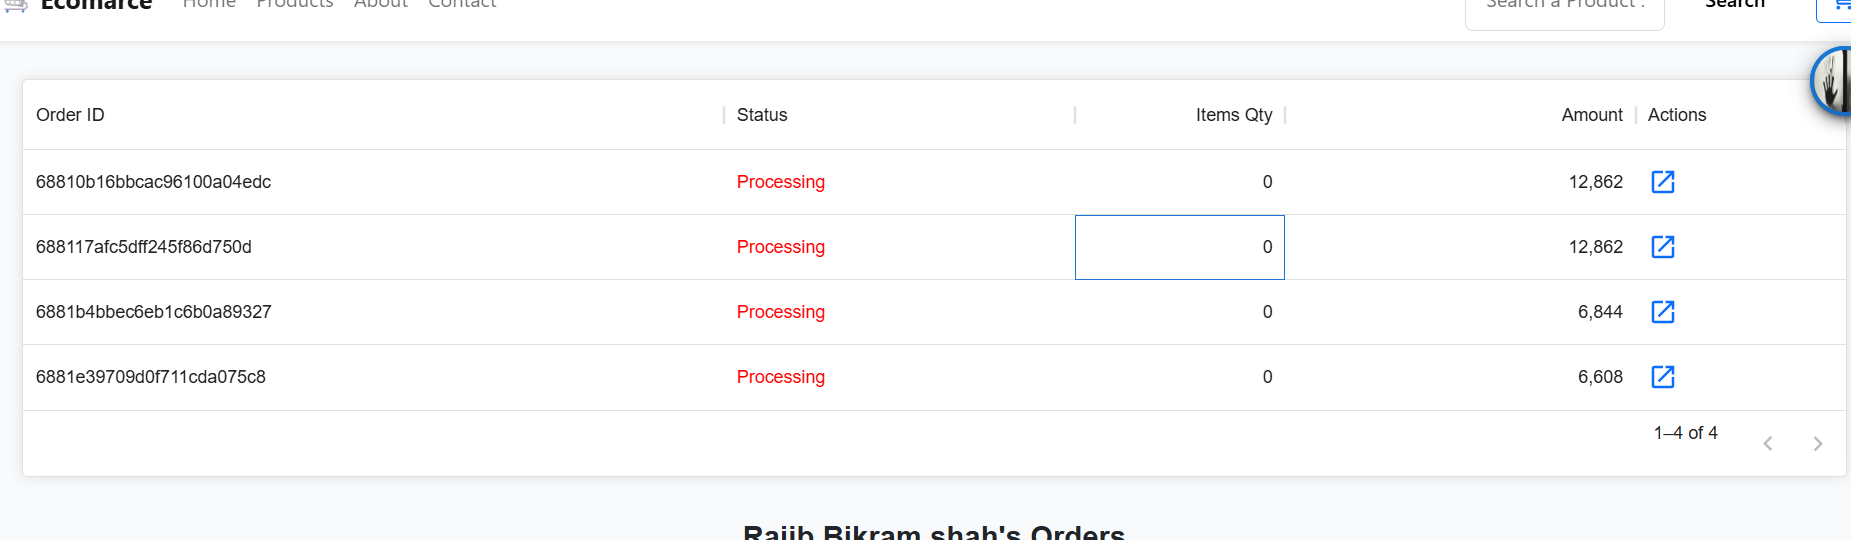 Ecomarce Home Products About Contact Search a Product . Search
Order ID Status Items Qty Amount Actions
68810b16bbcac96100a04edc Processing 0 12,862
688117afc5dff245f86d750d Processing 0 12,862
6881b4bbec6eb1c6b0a89327 Processing 0 6,844
6881e39709d0f711cda075c8 Processing 0 6,608
1–4 of 4
Rajib Bikram shah's Orders